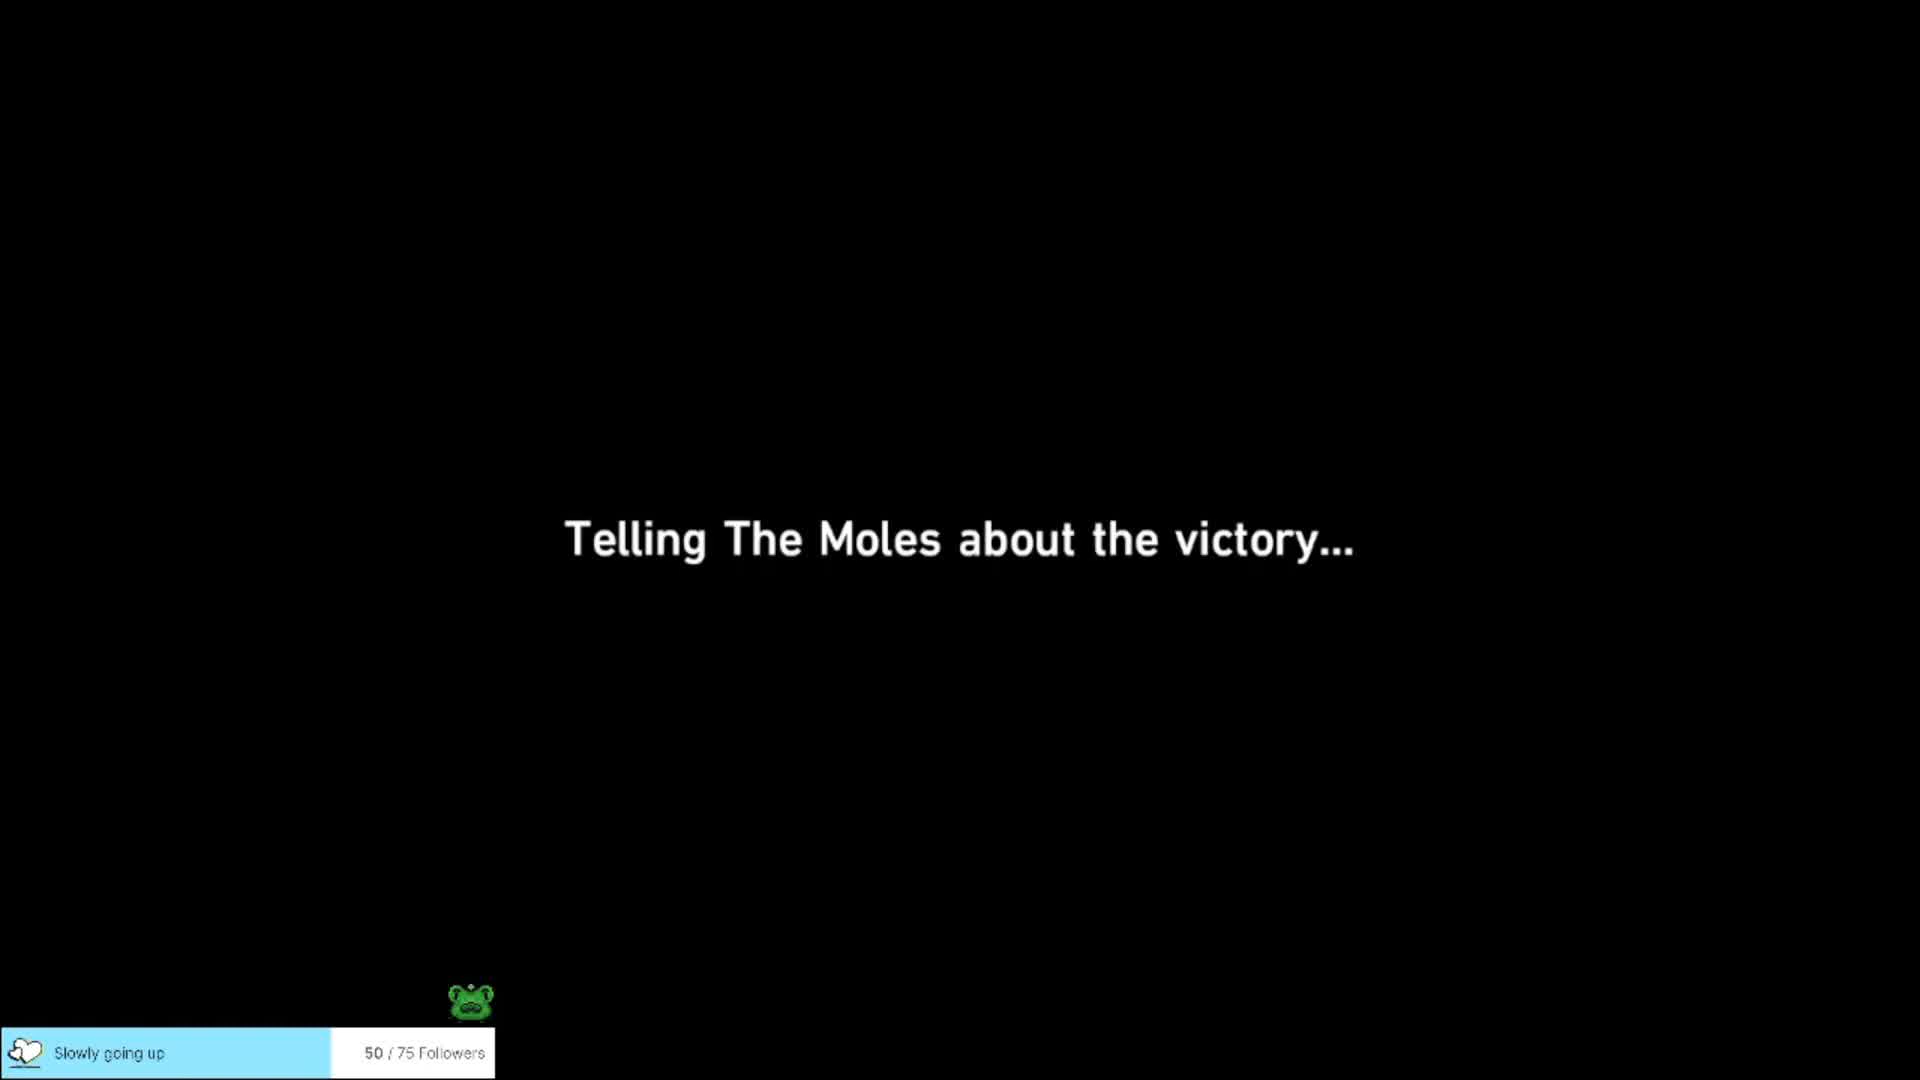 Telling The Moles about the victory...
Slowly going up
50 / 75 Followers